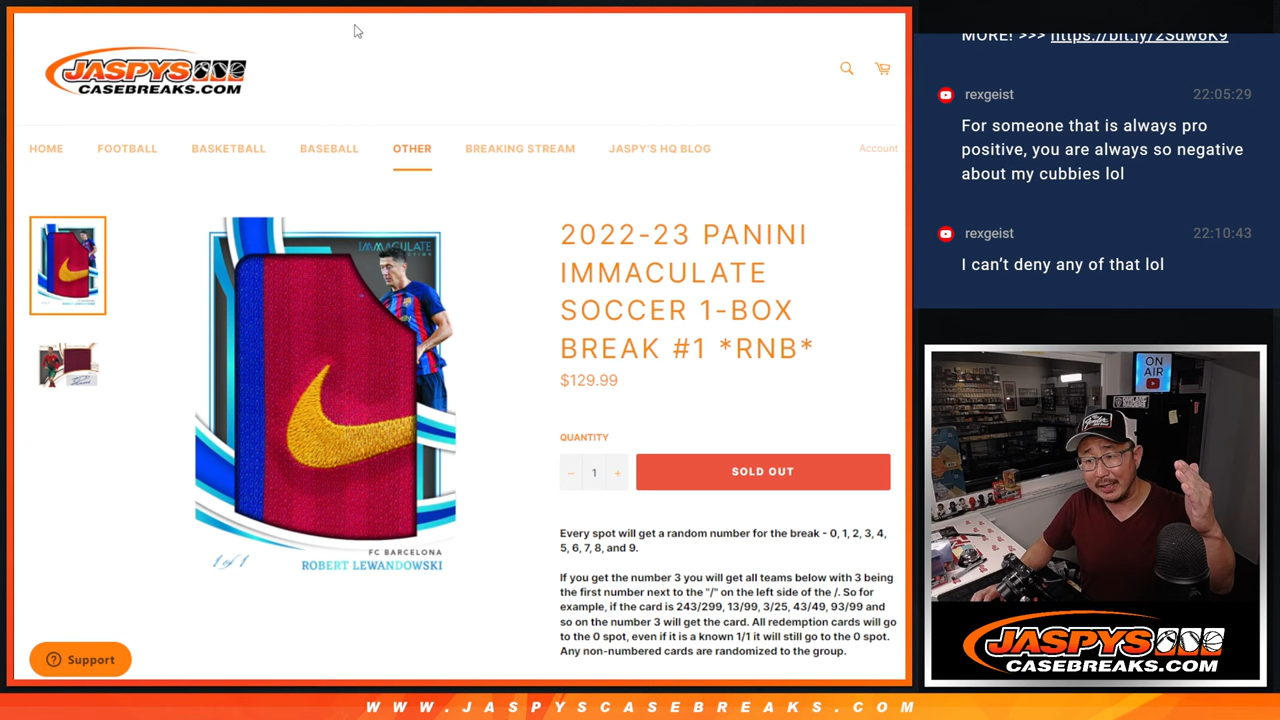 JASPYS
CASEBREAKS.COM
HOME
FOOTBALL
BASKETBALL
BASEBALL
OTHER
BREAKING STREAM
JASPY'S HQ BLOG
Account
IMMACULATE
COLLECTION
1 of 1
FC BARCELONA
ROBERT LEWANDOWSKI
2022-23 PANINI
IMMACULATE
SOCCER 1-BOX
BREAK #1 *RNB*
$129.99
QUANTITY
− 1 +
SOLD OUT
Every spot will get a random number for the break - 0, 1, 2, 3, 4,
5, 6, 7, 8, and 9.
If you get the number 3 you will get all teams below with 3 being
the first number next to the "/" on the left side of the /. So for
example, if the card is 243/299, 13/99, 3/25, 43/49, 93/99 and
so on the number 3 will get the card. All redemption cards will go
to the 0 spot, even if it is a known 1/1 it will still go to the 0 spot.
Any non-numbered cards are randomized to the group.
Support
MORE! >>> https://bit.ly/2Sdw6K9
rexgeist 22:05:29
For someone that is always pro
positive, you are always so negative
about my cubbies lol
rexgeist 22:10:43
I can't deny any of that lol
ON
AIR
JASPYS
CASEBREAKS.COM
WWW.JASPYSCASEBREAKS.COM